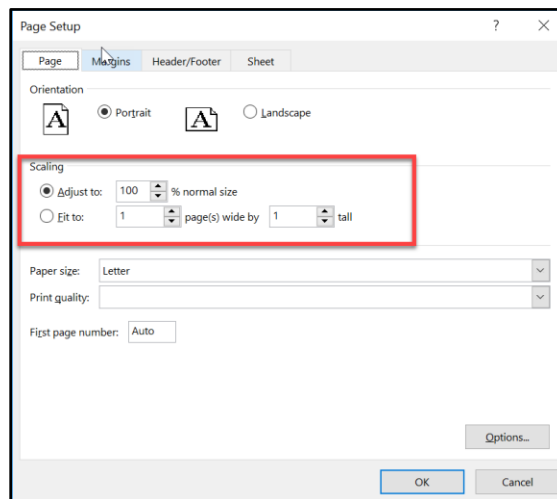 Page Setup ? ×
Page Margins Header/Footer Sheet
Orientation
A Portrait A Landscape
Scaling
Adjust to: 100 % normal size
Fit to: 1 page(s) wide by 1 tall
Paper size: Letter
Print quality:
First page number: Auto
Options...
OK Cancel